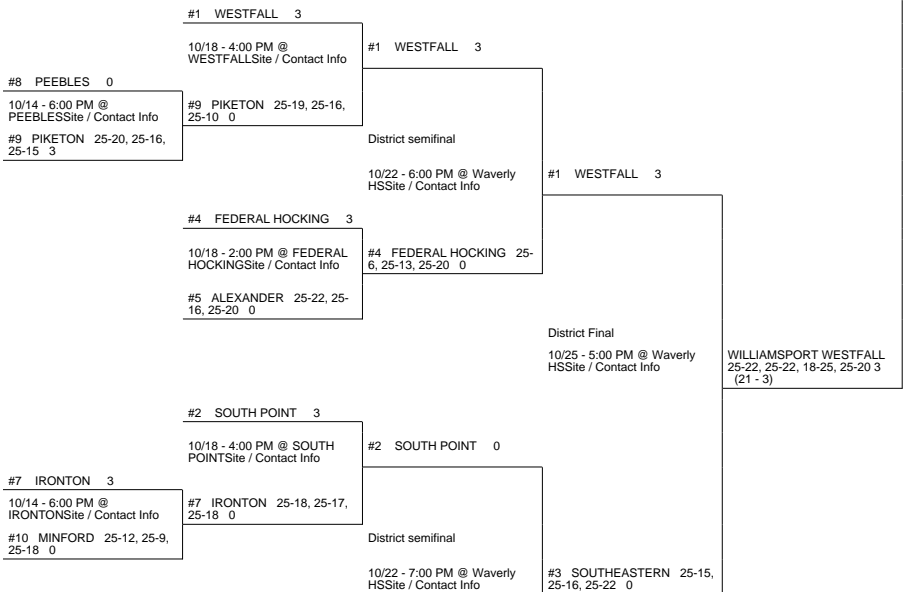 #1 WESTFALL 3
10/18 - 4:00 PM @
WESTFALLSite / Contact Info
#1 WESTFALL 3
#8 PEEBLES 0
10/14 - 6:00 PM @
PEEBLESSite / Contact Info
#9 PIKETON 25-19, 25-16,
25-10 0
#9 PIKETON 25-20, 25-16,
25-15 3
District semifinal
10/22 - 6:00 PM @ Waverly
HSSite / Contact Info
#1 WESTFALL 3
#4 FEDERAL HOCKING 3
10/18 - 2:00 PM @ FEDERAL
HOCKINGSite / Contact Info
#4 FEDERAL HOCKING 25-
6, 25-13, 25-20 0
#5 ALEXANDER 25-22, 25-
16, 25-20 0
District Final
10/25 - 5:00 PM @ Waverly
HSSite / Contact Info
WILLIAMSPORT WESTFALL
25-22, 25-22, 18-25, 25-20 3
(21 - 3)
#2 SOUTH POINT 3
10/18 - 4:00 PM @ SOUTH
POINTSite / Contact Info
#2 SOUTH POINT 0
#7 IRONTON 3
10/14 - 6:00 PM @
IRONTONSite / Contact Info
#7 IRONTON 25-18, 25-17,
25-18 0
#10 MINFORD 25-12, 25-9,
25-18 0
District semifinal
10/22 - 7:00 PM @ Waverly
HSSite / Contact Info
#3 SOUTHEASTERN 25-15,
25-16, 25-22 0